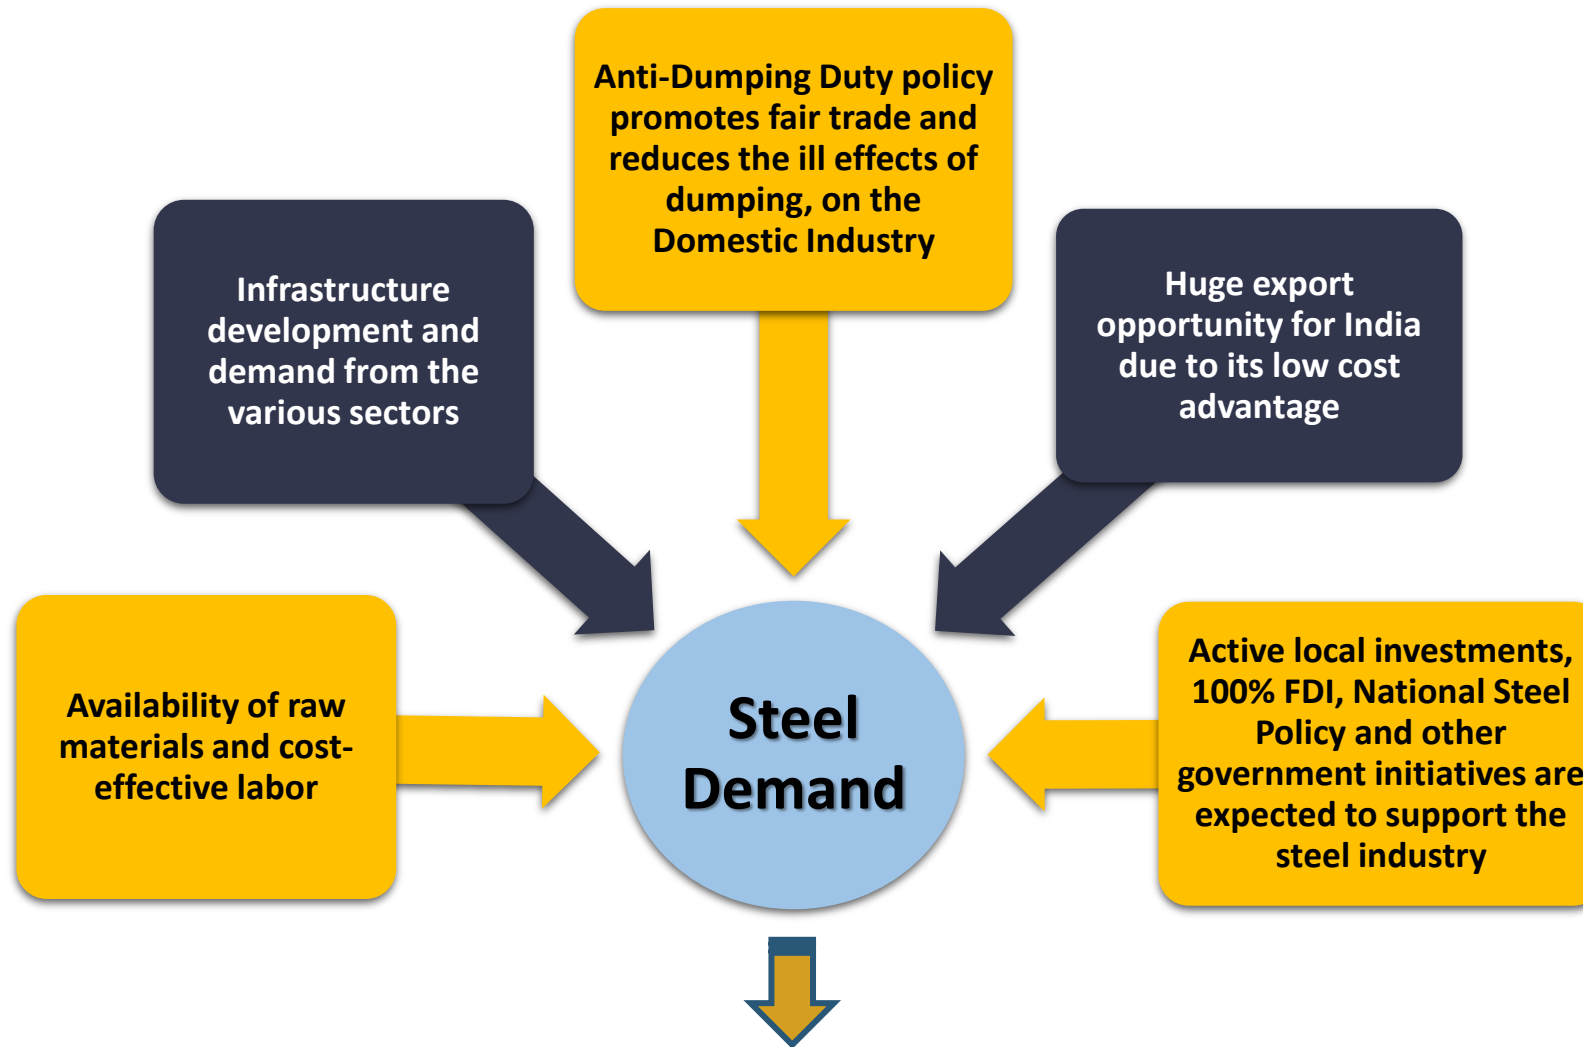 Anti-Dumping Duty policy
promotes fair trade and
reduces the ill effects of
dumping, on the
Domestic Industry
Infrastructure
development and
demand from the
various sectors
Huge export
opportunity for India
due to its low cost
advantage
Availability of raw
materials and cost-
effective labor
Steel
Demand
Active local investments,
100% FDI, National Steel
Policy and other
government initiatives are
expected to support the
steel industry